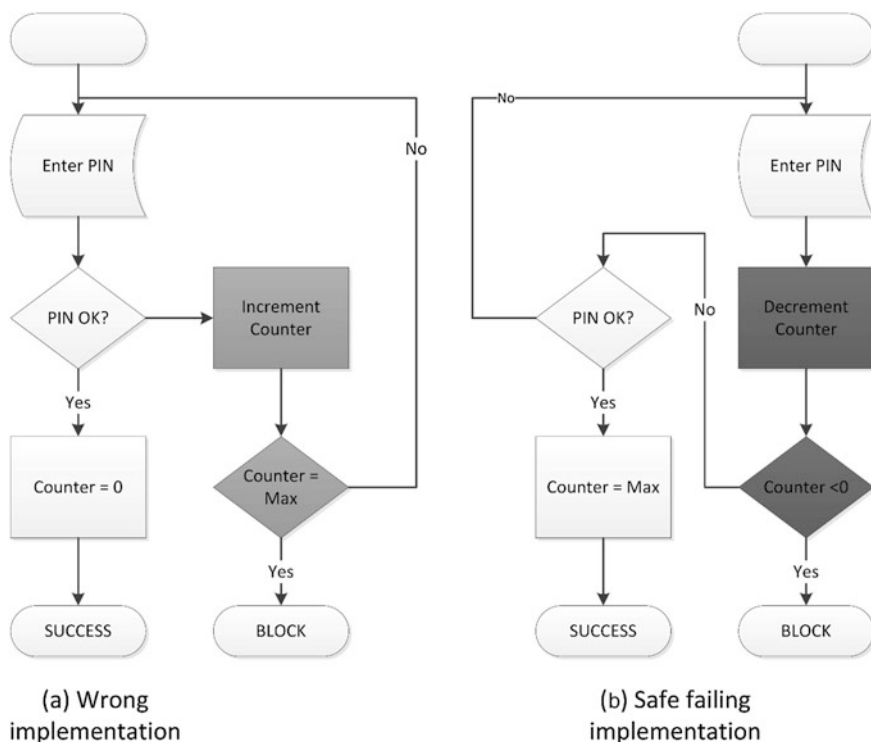 Enter PIN
No
PIN OK?
Increment
Counter
Yes
Counter = 0
Counter =
Max
Yes
SUCCESS
BLOCK
(a) Wrong
implementation
No
Enter PIN
PIN OK?
No
Decrement
Counter
Yes
Counter = Max
Counter <0
Yes
SUCCESS
BLOCK
(b) Safe failing
implementation